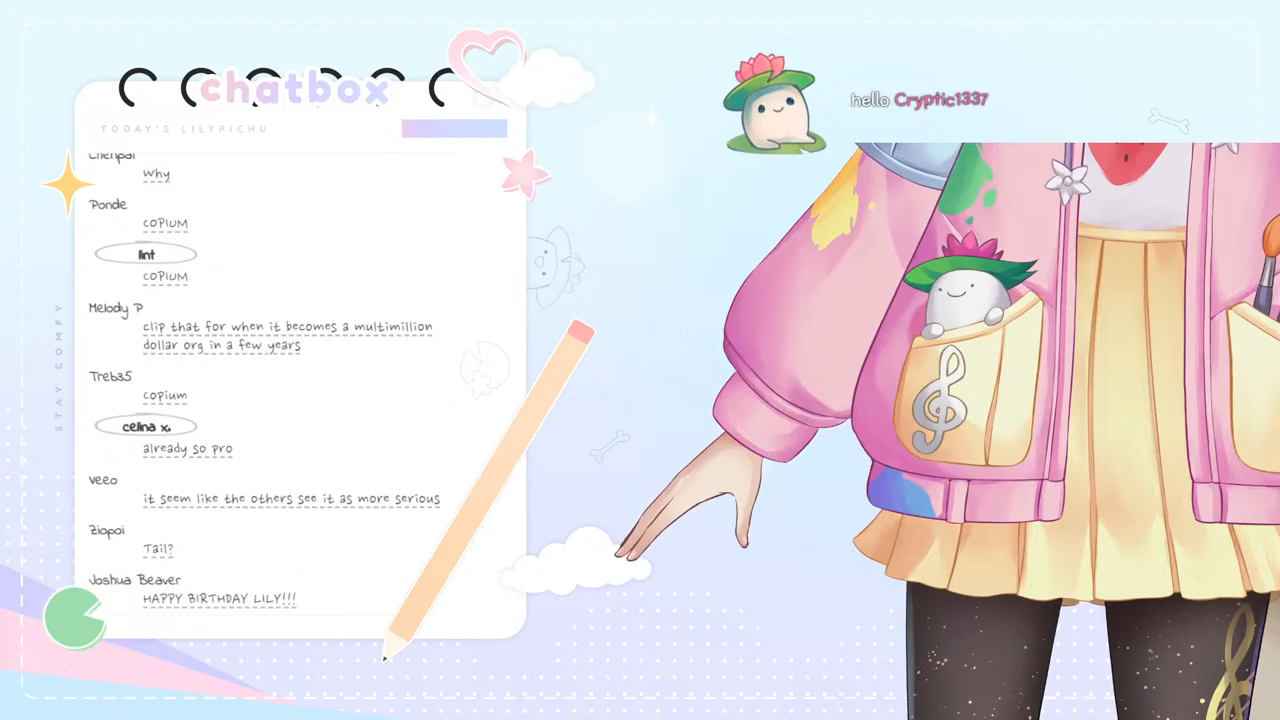 chatbox
TODAY'S LILYPICHU
hello Cryptic1337
STAY COMFY
Chenpai
Why
Ponde
COPIUM
lint
COPIUM
Melody P
clip that for when it becomes a multimillion
dollar org in a few years
Treb35
copium
celina x.
already so pro
veeo
it seem like the others see it as more serious
Ziopoi
Tail?
Joshua Beaver
HAPPY BIRTHDAY LILY!!!